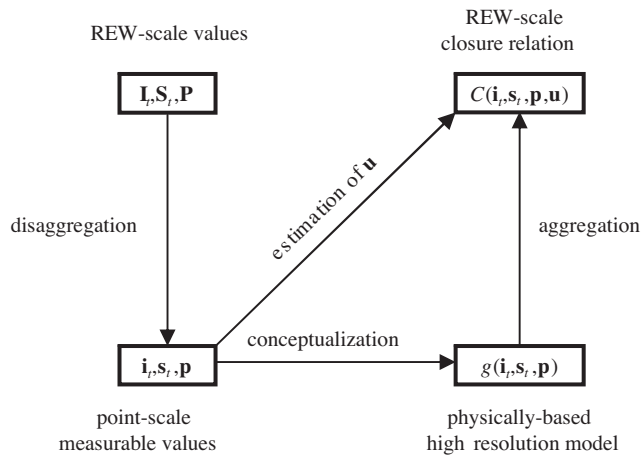 REW-scale values
REW-scale
closure relation
I_t,S_t,P
C(i_t,s_t,p,u)
disaggregation
estimation of u
aggregation
conceptualization
i_t,s_t,p
g(i_t,s_t,p)
point-scale
measurable values
physically-based
high resolution model